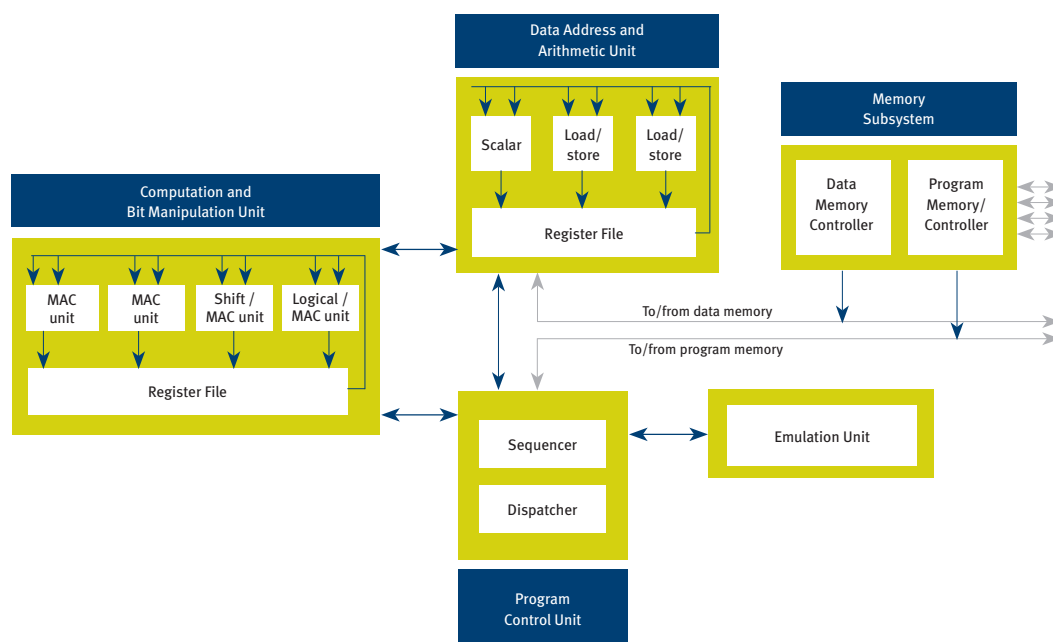 Data Address and
Arithmetic Unit
Scalar
Load/
store
Load/
store
Register File
Memory
Subsystem
Data
Memory
Controller
Program
Memory/
Controller
Computation and
Bit Manipulation Unit
MAC
unit
MAC
unit
Shift /
MAC unit
Logical /
MAC unit
Register File
To/from data memory
To/from program memory
Sequencer
Dispatcher
Emulation Unit
Program
Control Unit